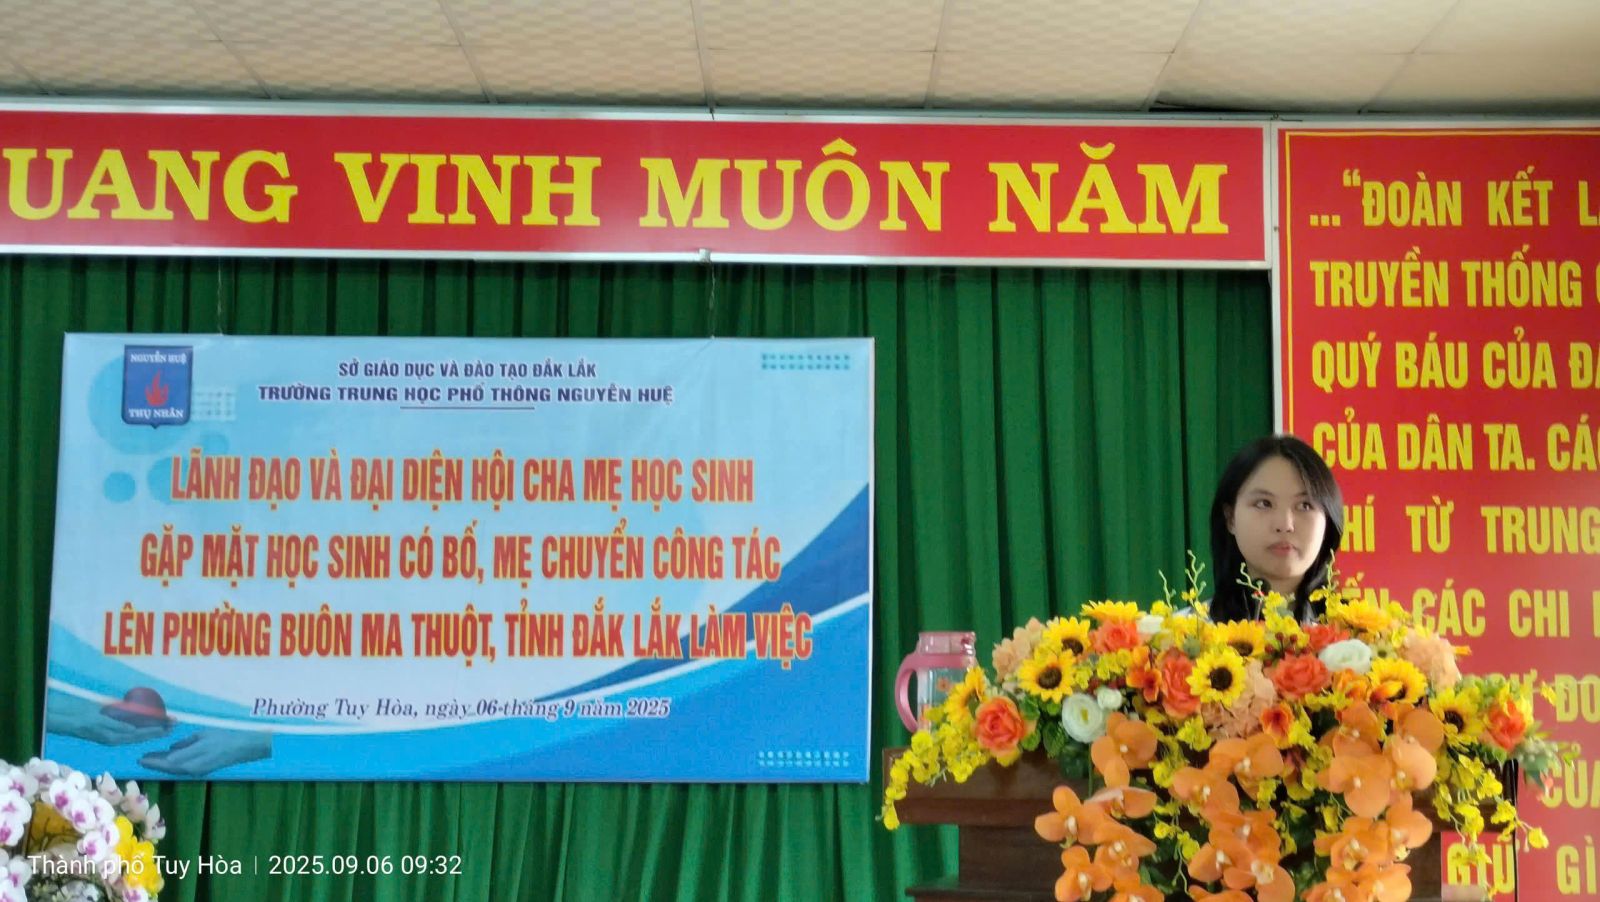 UANG VINH MUÔN NĂM
NGUYỄN HUỆ
THỤ NHÂN
SỞ GIÁO DỤC VÀ ĐÀO TẠO ĐẮK LẮK
TRƯỜNG TRUNG HỌC PHỔ THÔNG NGUYỄN HUỆ
LÃNH ĐẠO VÀ ĐẠI DIỆN HỘI CHA MẸ HỌC SINH
GẶP MẶT HỌC SINH CÓ BỐ, MẸ CHUYỂN CÔNG TÁC
LÊN PHƯỜNG BUÔN MA THUỘT, TỈNH ĐẮK LẮK LÀM VIỆC
Phường Tuy Hòa, ngày 06 tháng 9 năm 2025
..."ĐOÀN KẾT L
TRUYỀN THỐNG
QUÝ BÁU CỦA Đ
CỦA DÂN TA. CÁ
HÍ TỪ TRUNG
ẾN CÁC CHI
ĐO
CỦA
GIỮ GÌ
Thành phố Tuy Hòa | 2025.09.06 09:32